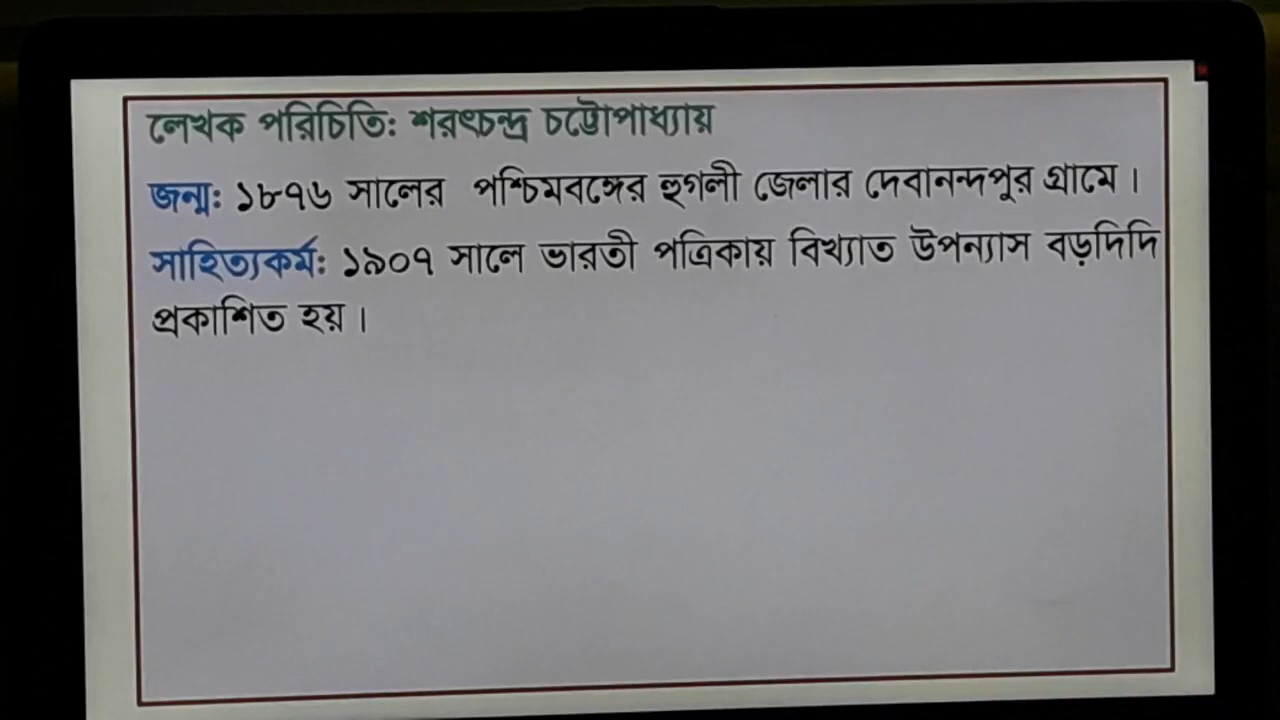 লেখক পরিচিতি: শরৎচন্দ্র চট্টোপাধ্যায়
জন্ম: ১৮৭৬ সালের পশ্চিমবঙ্গের হুগলী জেলার দেবানন্দপুর গ্রামে।
সাহিত্যকর্ম: ১৯০৭ সালে ভারতী পত্রিকায় বিখ্যাত উপন্যাস বড়দিদি
প্রকাশিত হয়।